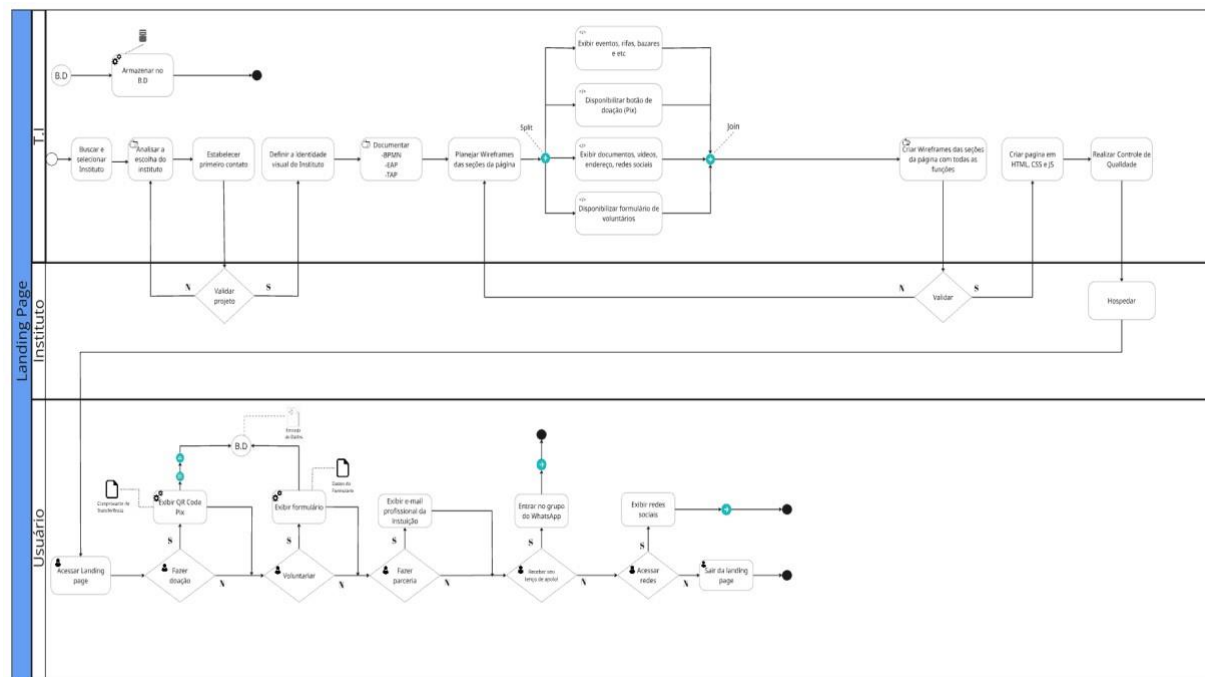 Landing Page
T.I
B.D
Armazenar no
B.D
Exibir eventos, rifas, bazares
e etc
Disponibilizar botão de
doação (Pix)
Split
Join
Buscar e
selecionar
Instituto
Analisar a
escolha do
instituto
Estabelecer
primeiro contato
Definir a identidade
visual do Instituto
Documentar
-BPMN
-EAP
-TAP
Planejar Wireframes
das seções da página
Exibir documentos, vídeos,
endereço, redes sociais
Disponibilizar formulário de
voluntários
Criar Wireframes das seções
da página com todas as
funções
Criar pagina em
HTML, CSS e JS
Realizar Controle de
Qualidade
Instituto
N
Validar
projeto
S
N
Validar
S
Hospedar
Usuário
B.D
Comprovante de
transferência.
Exibir QR Code
Pix
Exibir formulário
Dados do
Formulário
Exibir e-mail
profissional da
Instuição
Entrar no grupo
do WhatsApp
Exibir redes
sociais
S
S
S
S
S
Acessar Landing
page
Fazer
doação
N
Voluntariar
N
Fazer
parceria
N
Receber seu
N
Acessar
redes
N
Sair da landing
page